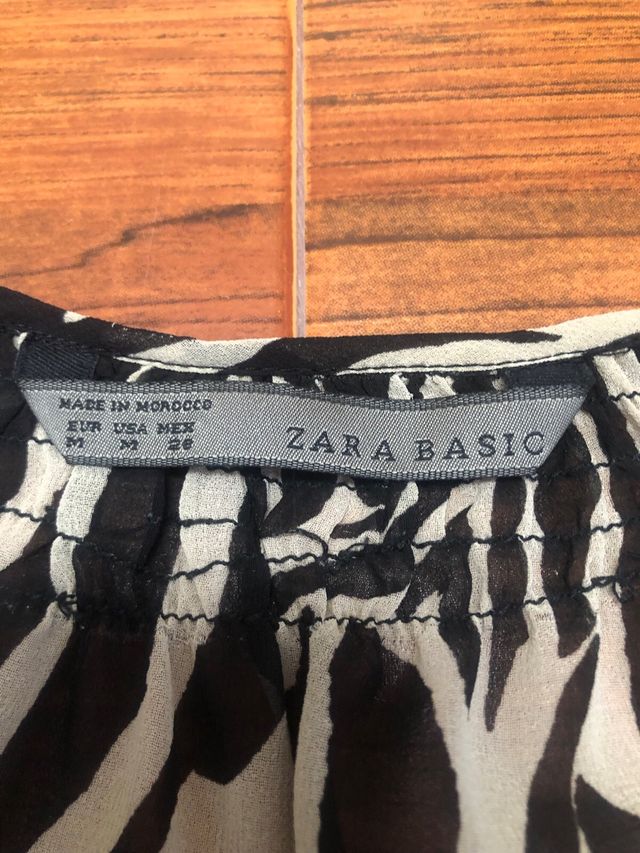 MADE IN MOROCCO
EUR USA MEX
M M 28
ZARA BASIC